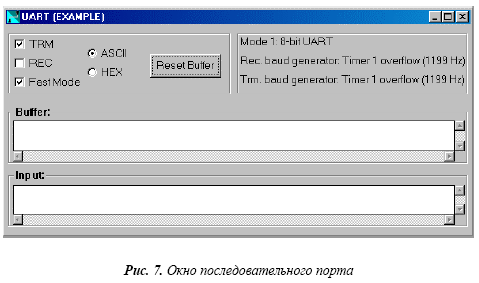 UART (EXAMPLE)
TRM
REC
Fast Mode
ASCII
HEX
Reset Buffer
Mode 1: 8-bit UART
Rec. baud generator: Timer 1 overflow (1199 Hz)
Trm. baud generator: Timer 1 overflow (1199 Hz)
Buffer:
Input:
Рис. 7. Окно последовательного порта